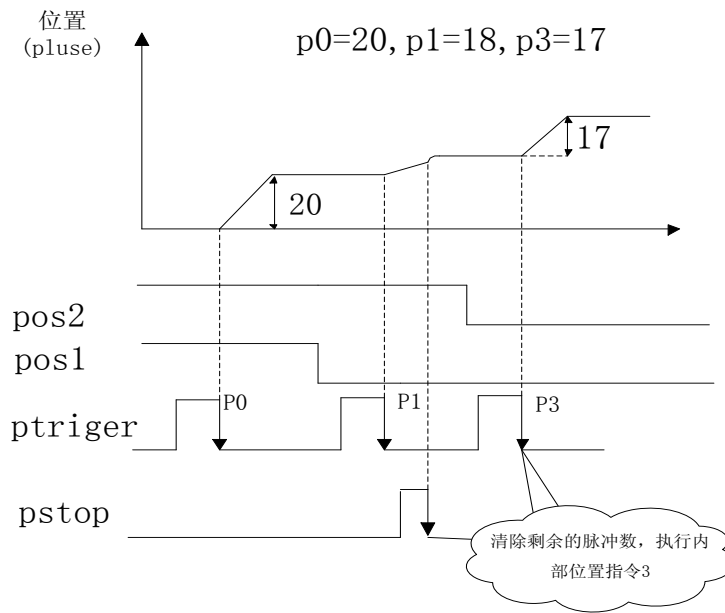 位置
(pluse)
p0=20, p1=18, p3=17
17
20
pos2
pos1
P0
P1
P3
ptriger
pstop
清除剩余的脉冲数，执行内
部位置指令3